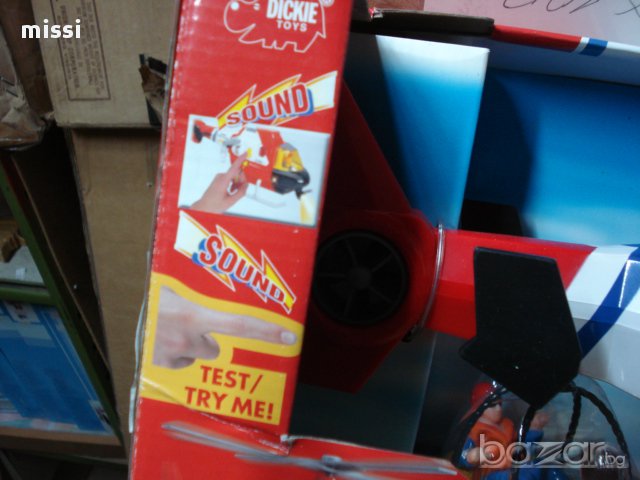 missi
DICKIE
TOYS
SOUND
SOUND
TEST/
TRY ME!
bazar.bg